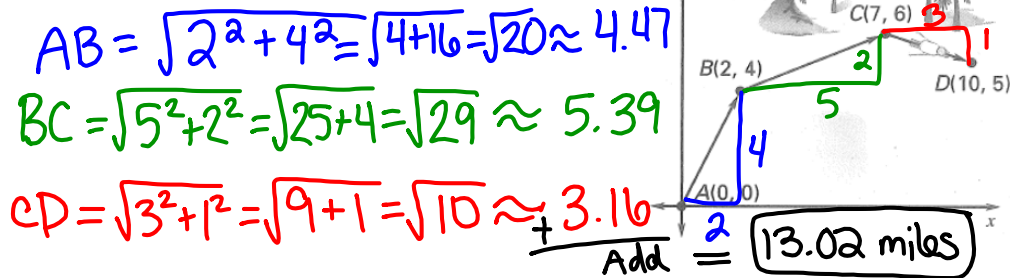 AB = √2²+4² = √4+16 = √20 ≈ 4.47
BC = √5²+2² = √25+4 = √29 ≈ 5.39
CD = √3²+1² = √9+1 = √10 ≈ 3.16
+
Add = 13.02 miles
C(7, 6)
3
1
2
B(2, 4)
D(10, 5)
5
4
A(0, 0)
2
x